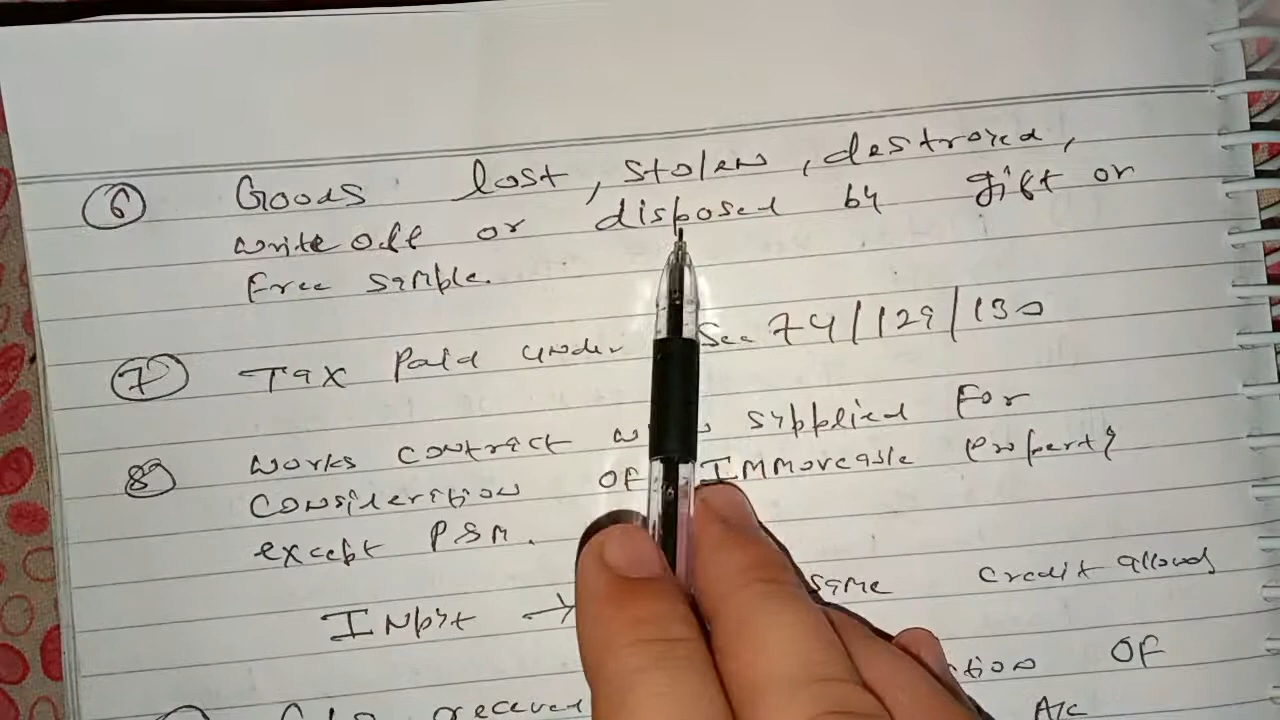 ⑥ Goods lost, stolen, destroyed,
write off or disposed by gift or
free sample.
⑦ Tax paid under Sec 74/129/130
⑧ Works contract supplied for
consideration of Immoveable property
except P&M.
Input → same credit allowed
receved of
A/c